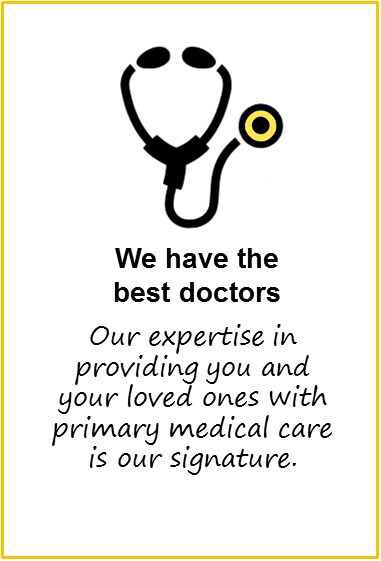 We have the
best doctors
Our expertise in
providing you and
your loved ones with
primary medical care
is our signature.